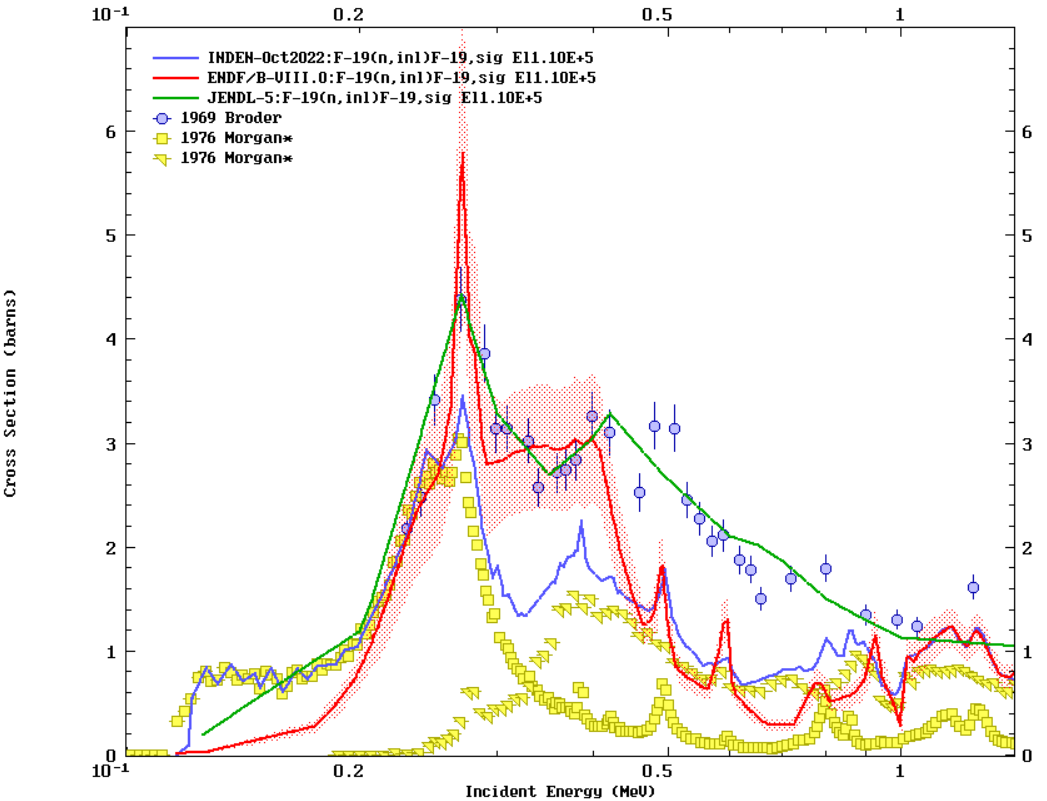 10⁻¹ 0.2 0.5 1
INDEN-Oct2022:F-19(n,inl)F-19,sig El1.10E+5
ENDF/B-VIII.0:F-19(n,inl)F-19,sig El1.10E+5
JENDL-5:F-19(n,inl)F-19,sig El1.10E+5
1969 Broder
1976 Morgan*
1976 Morgan*
6 6
5 5
4 4
3 3
2 2
1 1
0 0
Cross Section (barns)
10⁻¹ 0.2 0.5 1
Incident Energy (MeV)